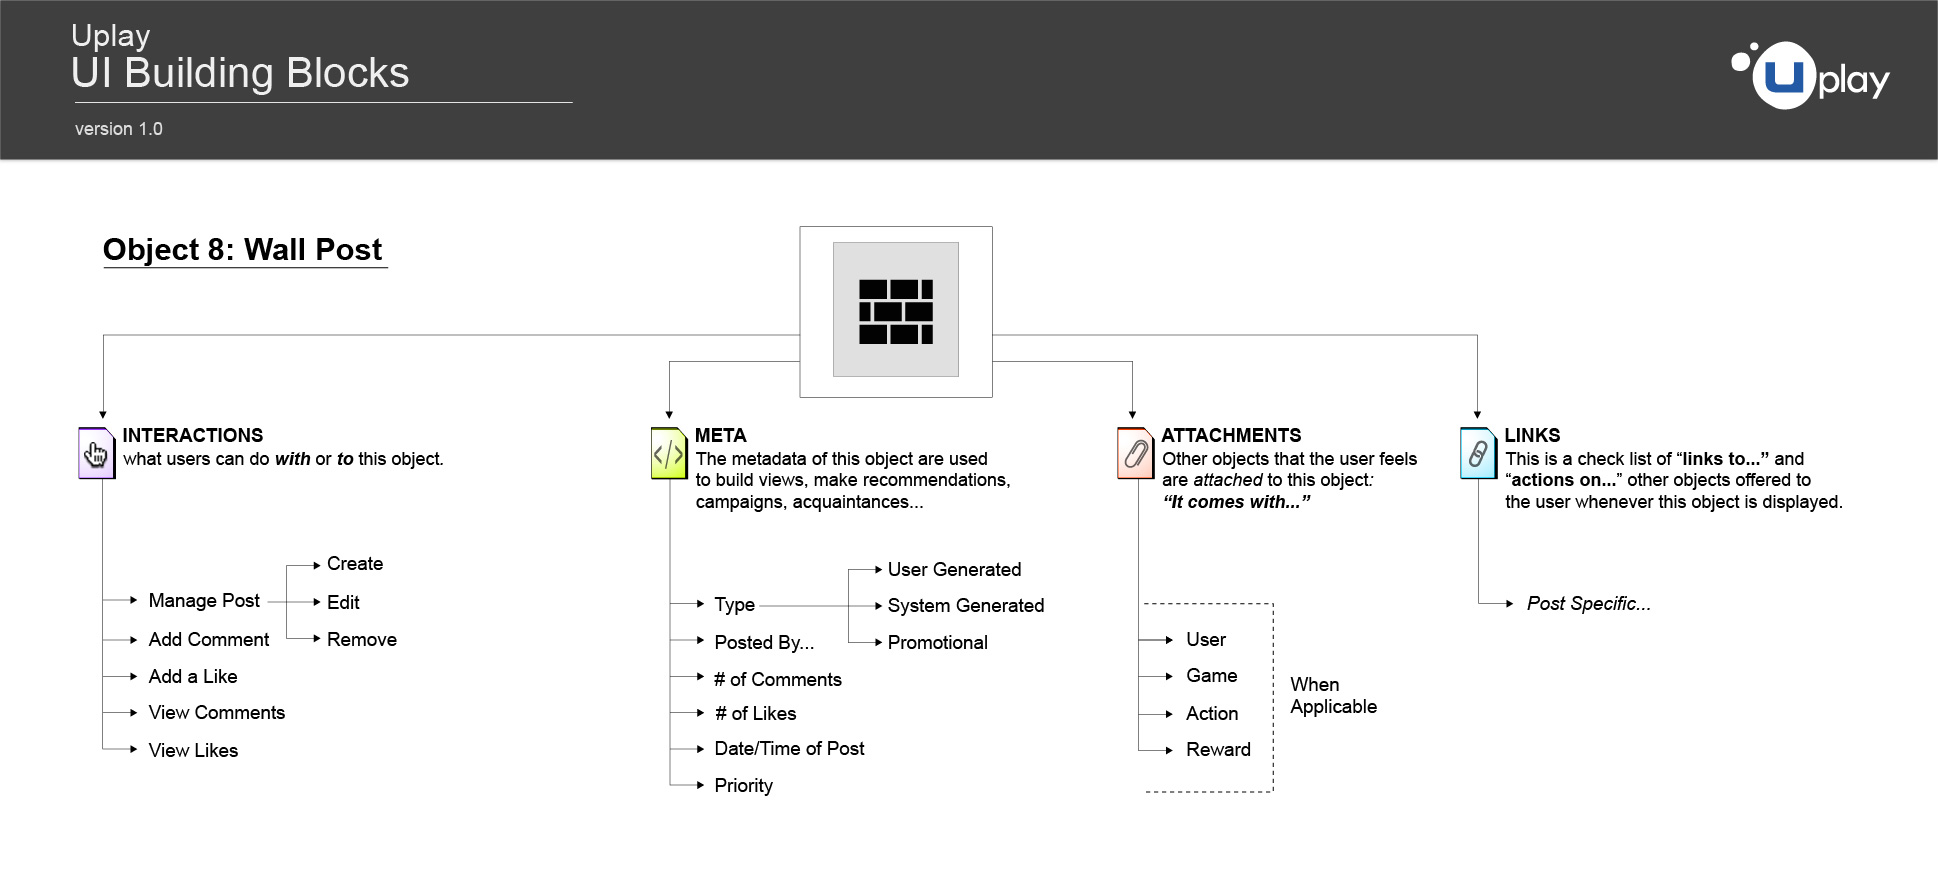 Uplay
UI Building Blocks
version 1.0
Uplay
Object 8: Wall Post
INTERACTIONS
what users can do with or to this object.
Manage Post
Create
Edit
Remove
Add Comment
Add a Like
View Comments
View Likes
</>
META
The metadata of this object are used
to build views, make recommendations,
campaigns, acquaintances...
Type
User Generated
System Generated
Promotional
Posted By...
# of Comments
# of Likes
Date/Time of Post
Priority
ATTACHMENTS
Other objects that the user feels
are attached to this object:
“It comes with...”
User
Game
Action
Reward
When
Applicable
LINKS
This is a check list of “links to...” and
“actions on...” other objects offered to
the user whenever this object is displayed.
Post Specific...